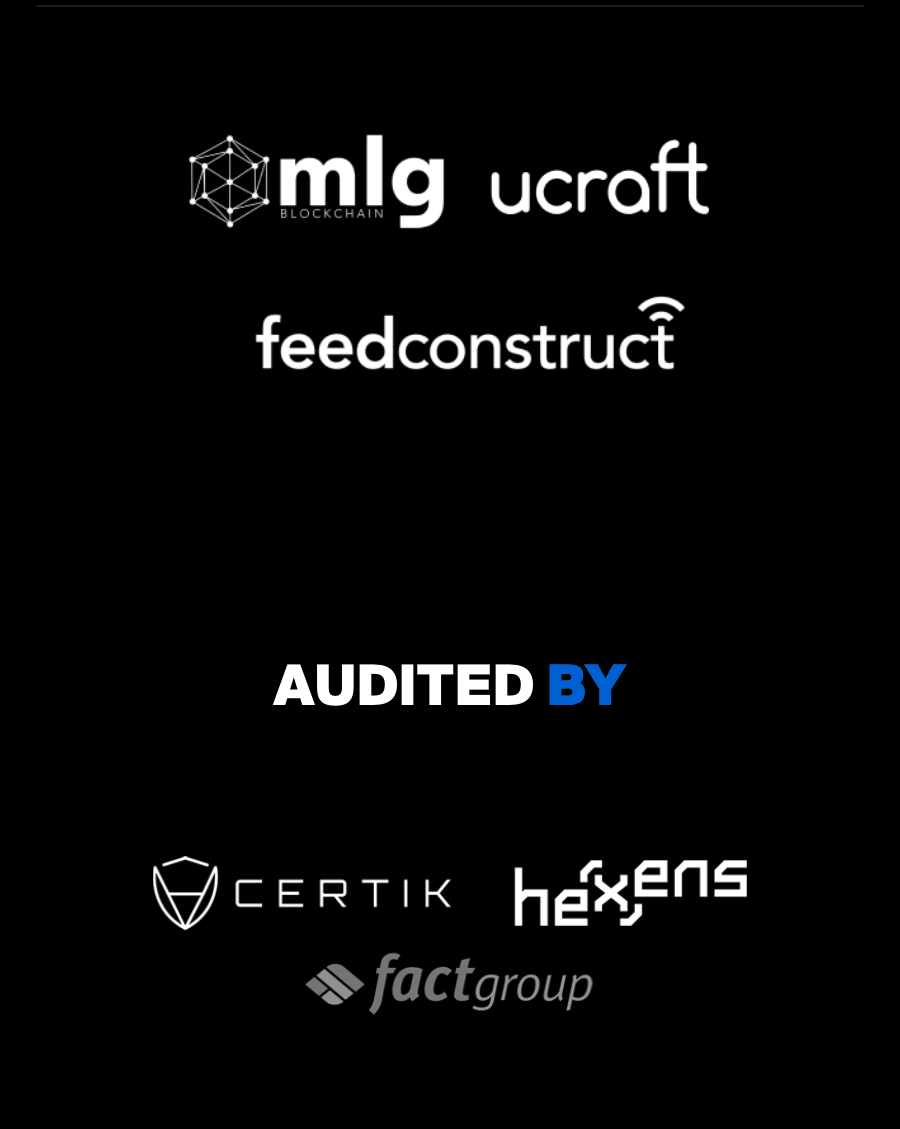 mlg ucraft
BLOCKCHAIN
feedconstruct
AUDITED BY
CERTIK hexens
factgroup